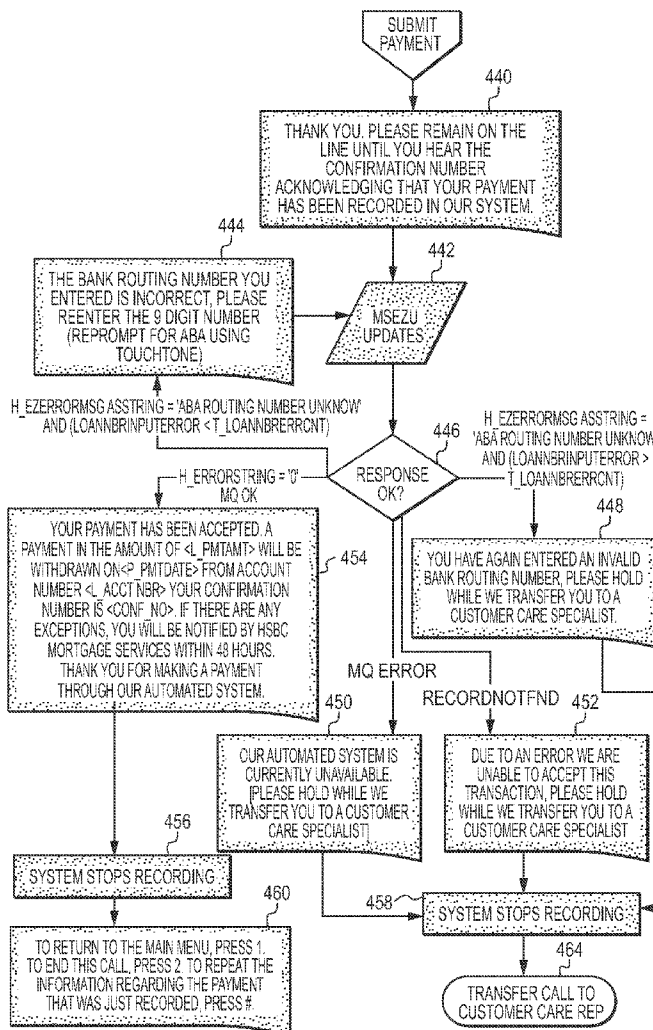 SUBMIT
PAYMENT
440
THANK YOU. PLEASE REMAIN ON THE
LINE UNTIL YOU HEAR THE
CONFIRMATION NUMBER
ACKNOWLEDGING THAT YOUR PAYMENT
HAS BEEN RECORDED IN OUR SYSTEM.
444
THE BANK ROUTING NUMBER YOU
ENTERED IS INCORRECT, PLEASE
REENTER THE 9 DIGIT NUMBER
(REPROMPT FOR ABA USING
TOUCHTONE)
442
MSEZU
UPDATES
H_EZERRORMSG ASSTRING = 'ABA ROUTING NUMBER UNKNOW'
AND (LOANNBRINPUTERROR < T_LOANNBRERRCNT)
446
RESPONSE
OK?
H_EZERRORMSG ASSTRING =
'ABA ROUTING NUMBER UNKNOW
AND (LOANNBRINPUTERROR >
T_LOANNBRERRCNT)
H_ERRORSTRING = '0'
MQ OK
448
YOU HAVE AGAIN ENTERED AN INVALID
BANK ROUTING NUMBER, PLEASE HOLD
WHILE WE TRANSFER YOU TO A
CUSTOMER CARE SPECIALIST.
YOUR PAYMENT HAS BEEN ACCEPTED. A
PAYMENT IN THE AMOUNT OF <L_PMTAMT> WILL BE
WITHDRAWN ON<P_PMTDATE> FROM ACCOUNT
NUMBER <L_ACCT NBR> YOUR CONFIRMATION
NUMBER IS <CONF_NO>. IF THERE ARE ANY
EXCEPTIONS, YOU WILL BE NOTIFIED BY HSBC
MORTGAGE SERVICES WITHIN 48 HOURS.
THANK YOU FOR MAKING A PAYMENT
THROUGH OUR AUTOMATED SYSTEM.
454
MQ ERROR
RECORDNOTFND
450
OUR AUTOMATED SYSTEM IS
CURRENTLY UNAVAILABLE.
[PLEASE HOLD WHILE WE
TRANSFER YOU TO A CUSTOMER
CARE SPECIALIST]
452
DUE TO AN ERROR WE ARE
UNABLE TO ACCEPT THIS
TRANSACTION, PLEASE HOLD
WHILE WE TRANSFER YOU TO A
CUSTOMER CARE SPECIALIST
456
SYSTEM STOPS RECORDING
458
SYSTEM STOPS RECORDING
460
TO RETURN TO THE MAIN MENU, PRESS 1.
TO END THIS CALL, PRESS 2. TO REPEAT THE
INFORMATION REGARDING THE PAYMENT
THAT WAS JUST RECORDED, PRESS #.
464
TRANSFER CALL TO
CUSTOMER CARE REP